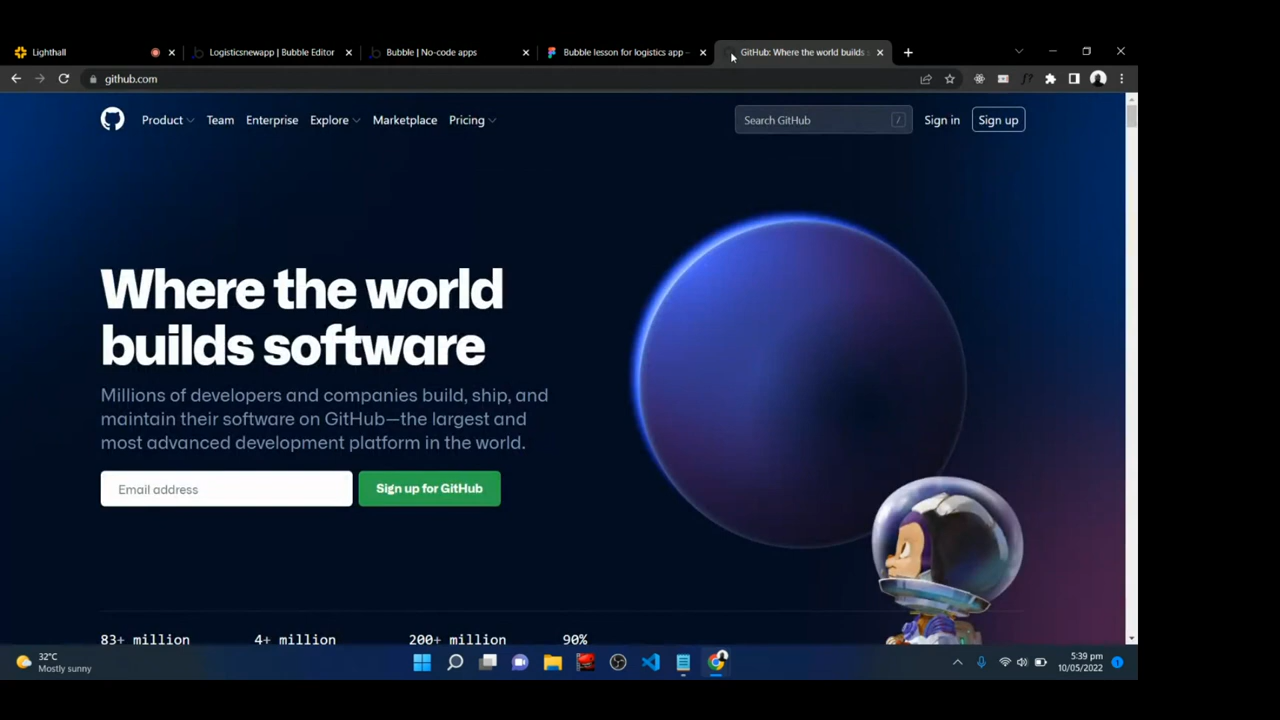 Lighthall
Logisticsnewapp | Bubble Editor
Bubble | No-code apps
Bubble lesson for logistics app –
GitHub: Where the world builds s
github.com
Product
Team
Enterprise
Explore
Marketplace
Pricing
Search GitHub
/
Sign in
Sign up
Where the world
builds software
Millions of developers and companies build, ship, and
maintain their software on GitHub—the largest and
most advanced development platform in the world.
Email address
Sign up for GitHub
83+ million
4+ million
200+ million
90%
32°C
Mostly sunny
5:39 pm
10/05/2022
1